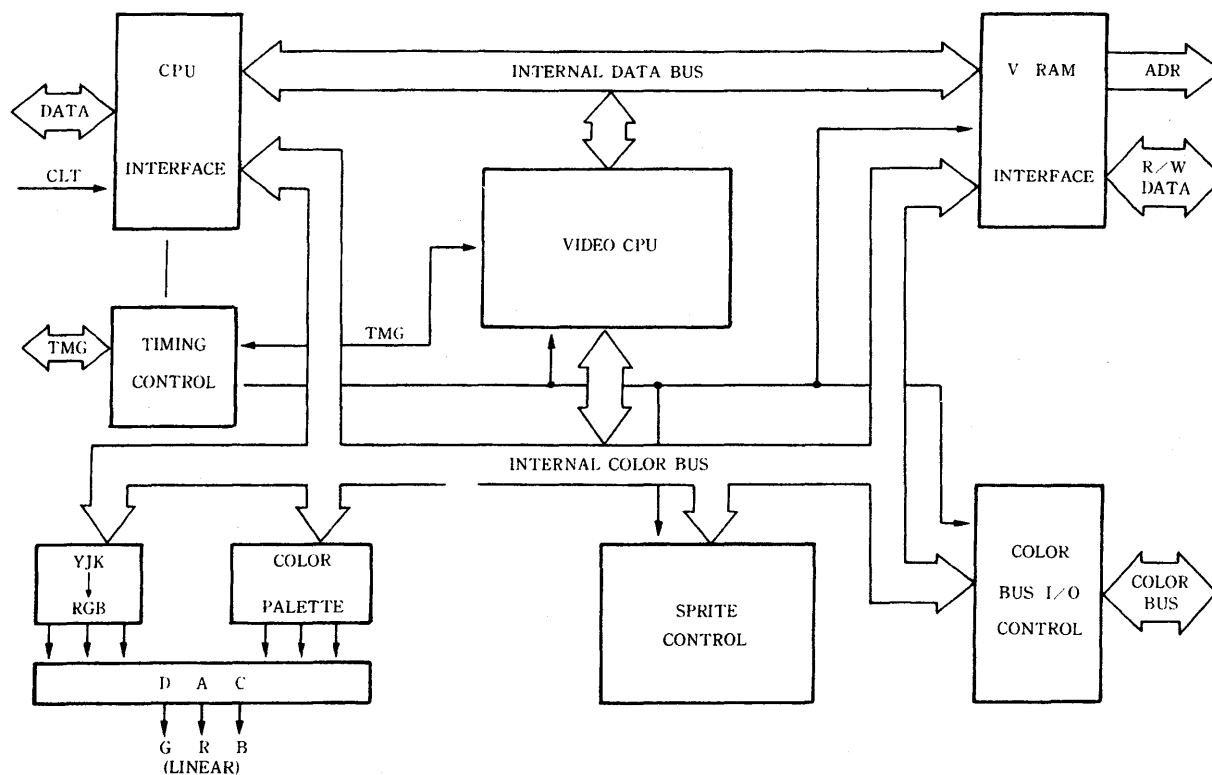 CPU
INTERFACE
DATA
CLT
INTERNAL DATA BUS
V RAM
INTERFACE
ADR
R/W
DATA
VIDEO CPU
TMG
TIMING
CONTROL
TMG
INTERNAL COLOR BUS
YJK
RGB
COLOR
PALETTE
SPRITE
CONTROL
COLOR
BUS I/O
CONTROL
COLOR
BUS
D A C
G R B
(LINEAR)